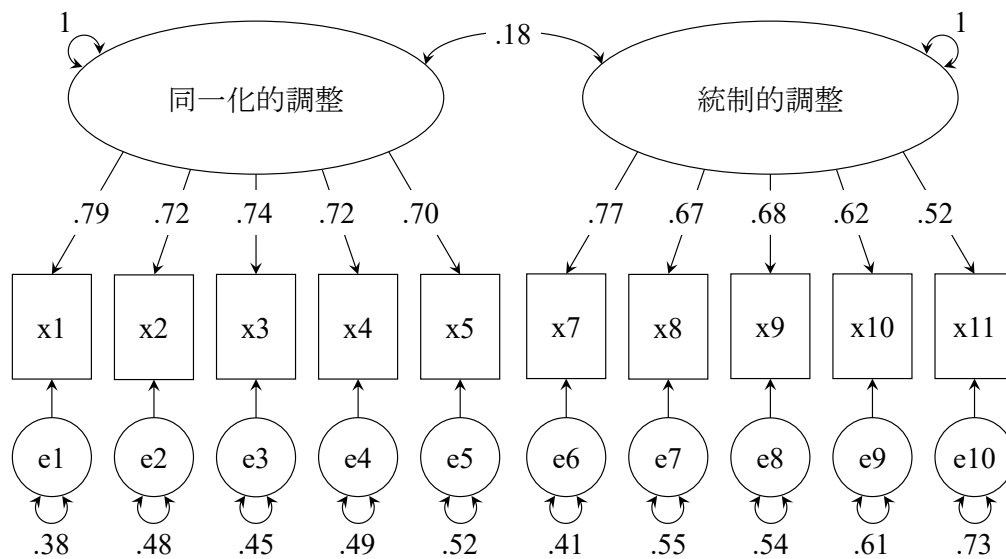 1 .18 1
同一化的調整 統制的調整
.79 .72 .74 .72 .70 .77 .67 .68 .62 .52
x1 x2 x3 x4 x5 x7 x8 x9 x10 x11
e1 e2 e3 e4 e5 e6 e7 e8 e9 e10
.38 .48 .45 .49 .52 .41 .55 .54 .61 .73